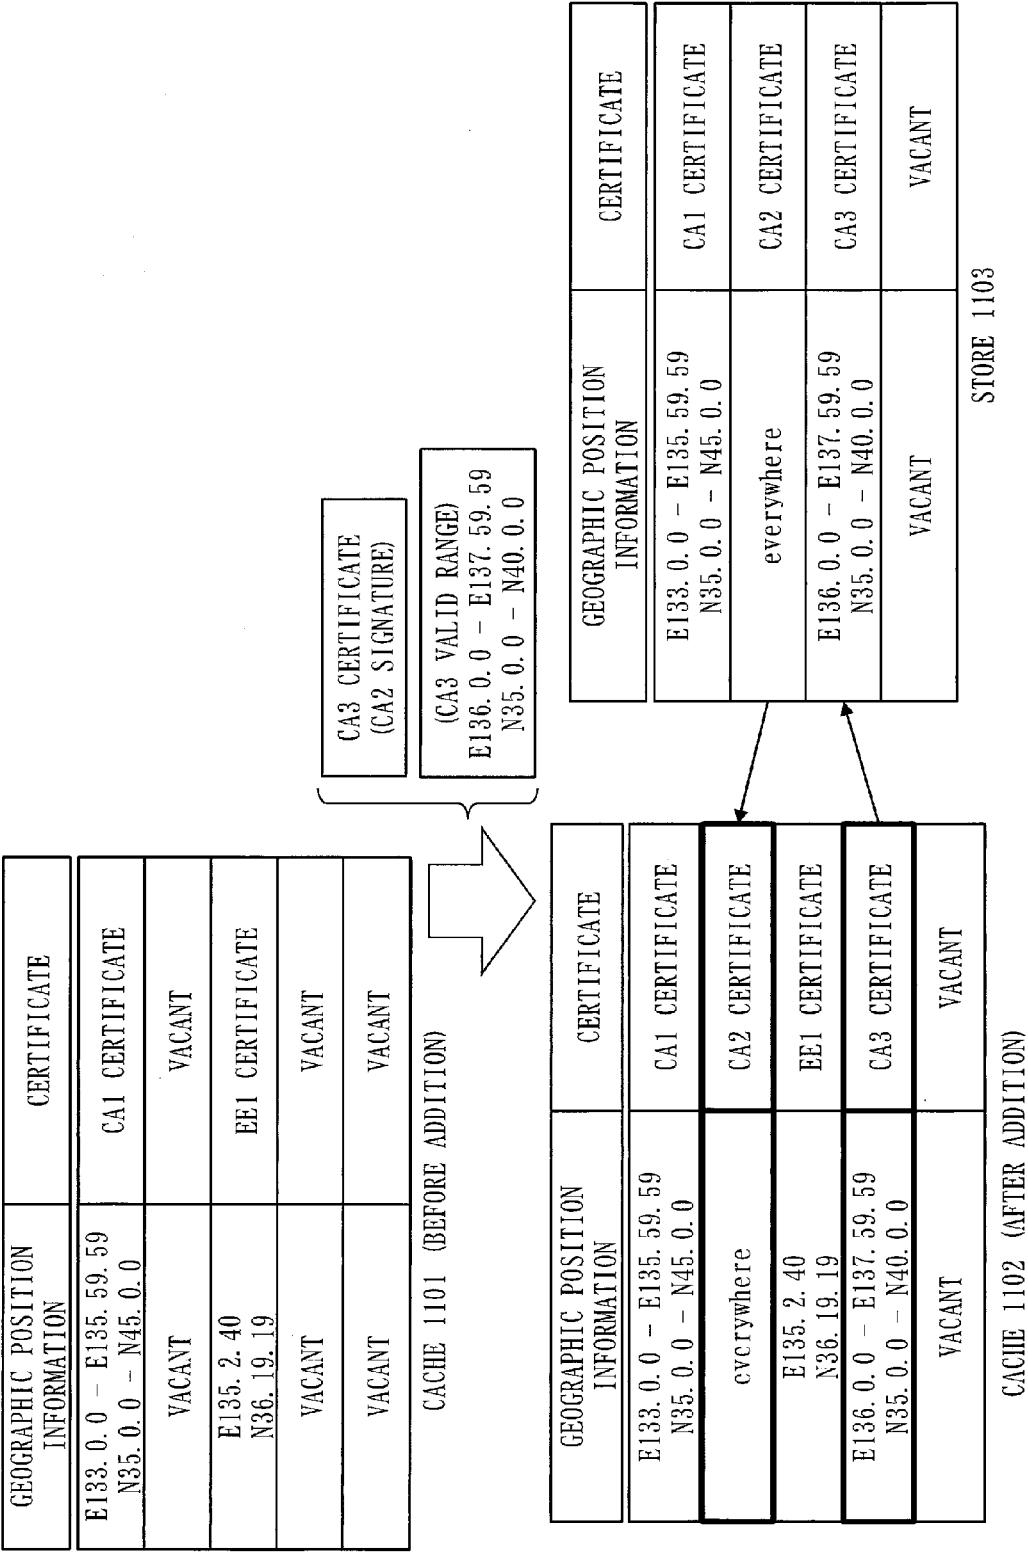 GEOGRAPHIC POSITION
INFORMATION
CERTIFICATE
E133. 0. 0 - E135. 59. 59
N35. 0. 0 - N45. 0. 0
CA1 CERTIFICATE
VACANT
VACANT
E135. 2. 40
N36. 19. 19
EE1 CERTIFICATE
VACANT
VACANT
VACANT
VACANT
CACHE 1101 (BEFORE ADDITION)
CA3 CERTIFICATE
(CA2 SIGNATURE)
(CA3 VALID RANGE)
E136. 0. 0 - E137. 59. 59
N35. 0. 0 - N40. 0. 0
GEOGRAPHIC POSITION
INFORMATION
CERTIFICATE
E133. 0. 0 - E135. 59. 59
N35. 0. 0 - N45. 0. 0
CA1 CERTIFICATE
everywhere
CA2 CERTIFICATE
E135. 2. 40
N36. 19. 19
EE1 CERTIFICATE
E136. 0. 0 - E137. 59. 59
N35. 0. 0 - N40. 0. 0
CA3 CERTIFICATE
VACANT
VACANT
CACHE 1102 (AFTER ADDITION)
GEOGRAPHIC POSITION
INFORMATION
CERTIFICATE
E133. 0. 0 - E135. 59. 59
N35. 0. 0 - N45. 0. 0
CA1 CERTIFICATE
everywhere
CA2 CERTIFICATE
E136. 0. 0 - E137. 59. 59
N35. 0. 0 - N40. 0. 0
CA3 CERTIFICATE
VACANT
VACANT
STORE 1103